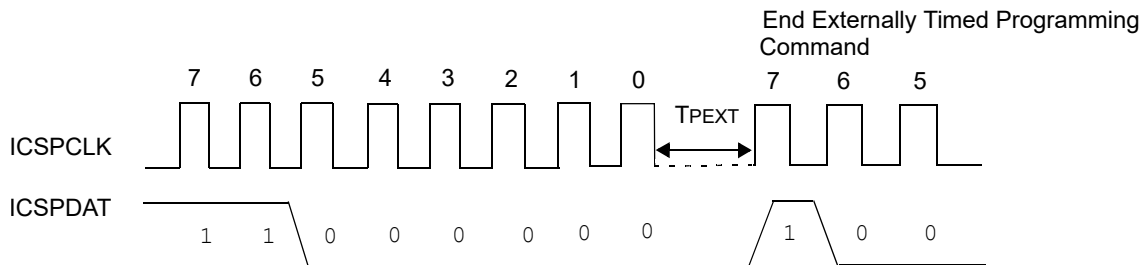 End Externally Timed Programming
Command
7 6 5 4 3 2 1 0 7 6 5
TPEXT
ICSPCLK
ICSPDAT
1 1 0 0 0 0 0 0 1 0 0